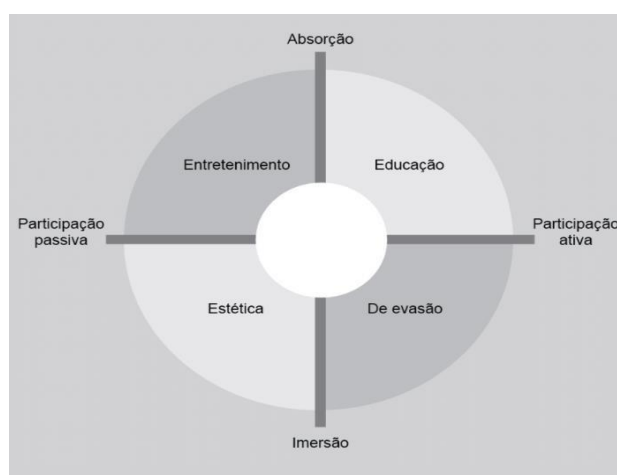 Absorção
Entretenimento
Educação
Participação
passiva
Participação
ativa
Estética
De evasão
Imersão